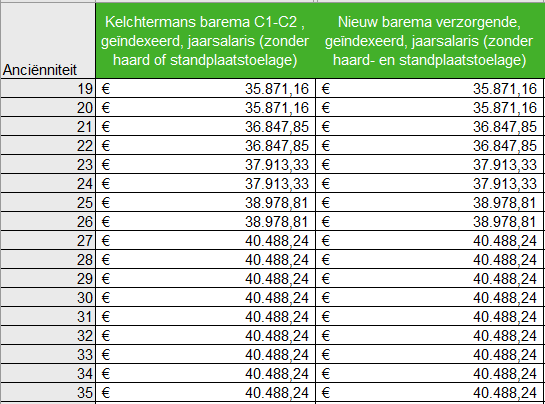 Anciënniteit
Kelchtermans barema C1-C2 ,
geïndexeerd, jaarsalaris (zonder
haard of standplaatstoelage)
Nieuw barema verzorgende,
geïndexeerd, jaarsalaris (zonder
haard- en standplaatstoelage)
19 € 35.871,16 € 35.871,16
20 € 35.871,16 € 35.871,16
21 € 36.847,85 € 36.847,85
22 € 36.847,85 € 36.847,85
23 € 37.913,33 € 37.913,33
24 € 37.913,33 € 37.913,33
25 € 38.978,81 € 38.978,81
26 € 38.978,81 € 38.978,81
27 € 40.488,24 € 40.488,24
28 € 40.488,24 € 40.488,24
29 € 40.488,24 € 40.488,24
30 € 40.488,24 € 40.488,24
31 € 40.488,24 € 40.488,24
32 € 40.488,24 € 40.488,24
33 € 40.488,24 € 40.488,24
34 € 40.488,24 € 40.488,24
35 € 40.488,24 € 40.488,24